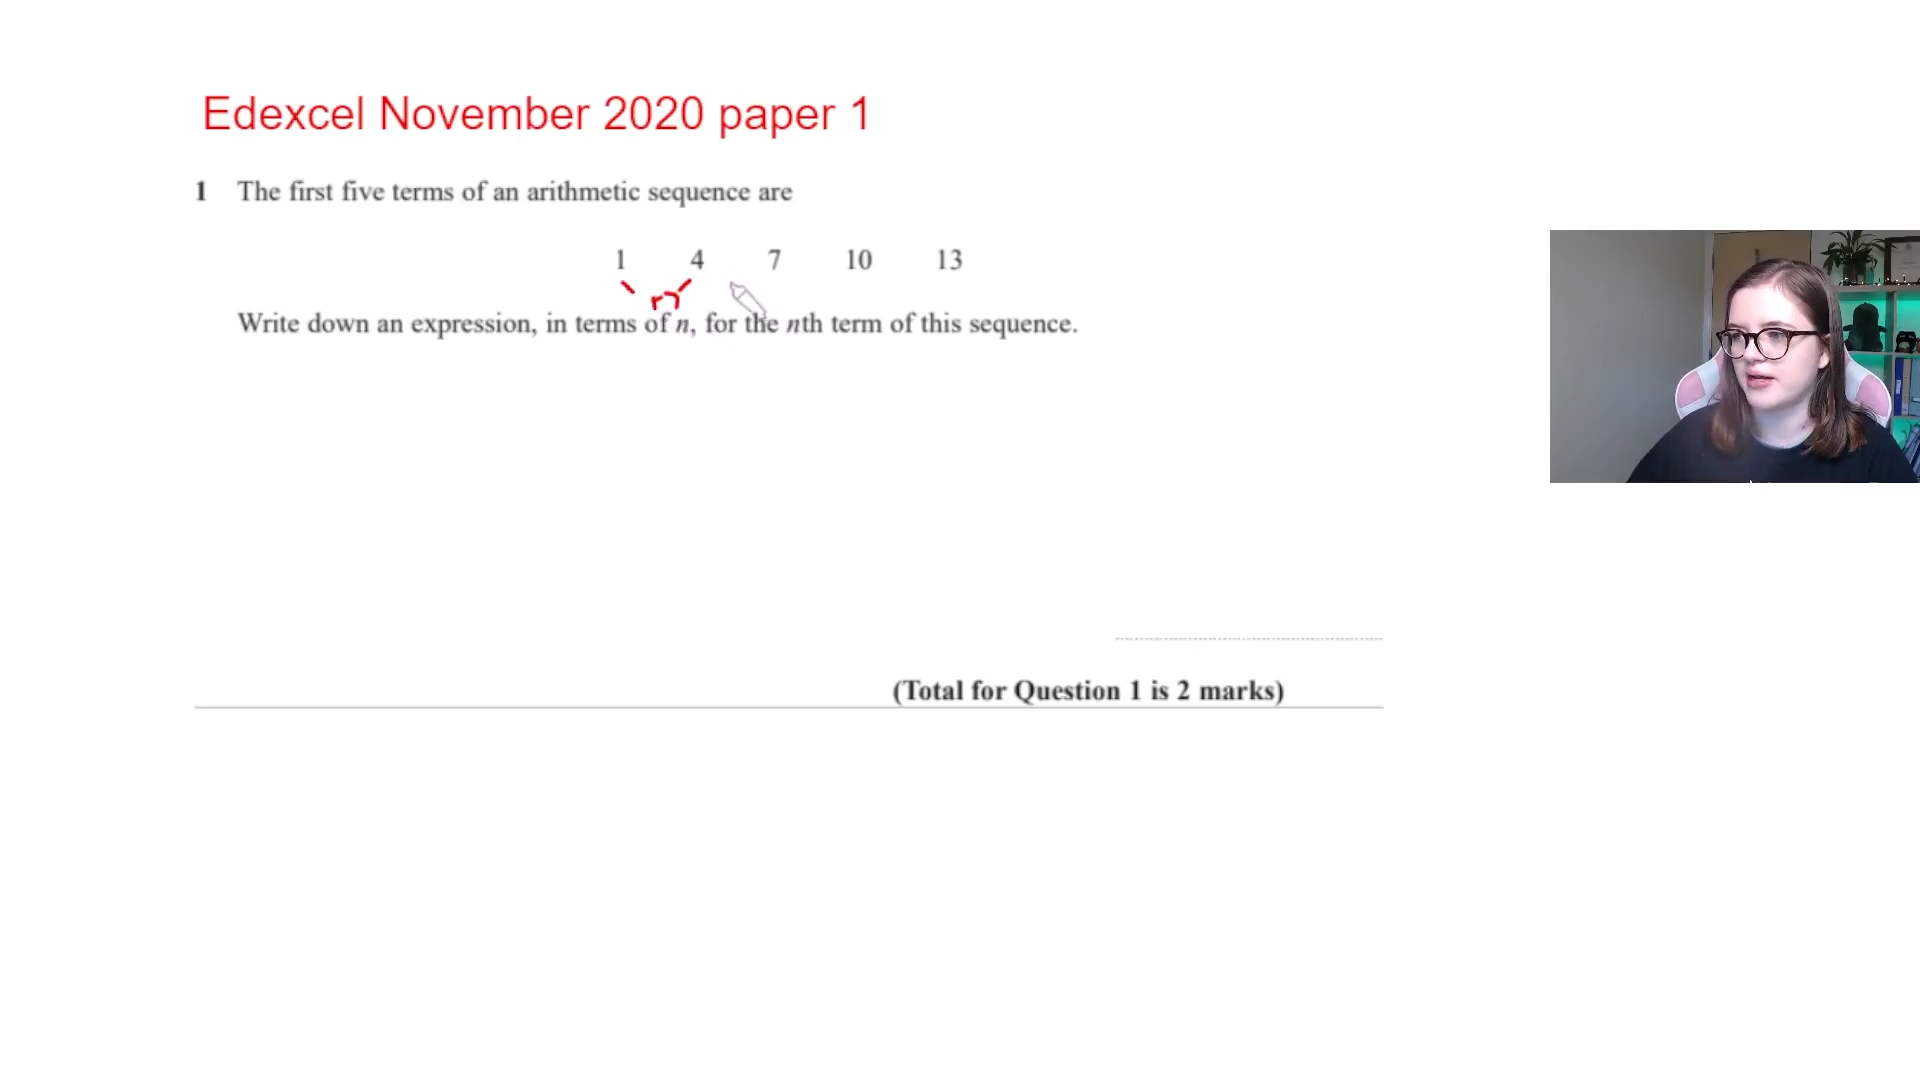 Edexcel November 2020 paper 1
1 The first five terms of an arithmetic sequence are
1 4 7 10 13
Write down an expression, in terms of n, for the nth term of this sequence.
(Total for Question 1 is 2 marks)